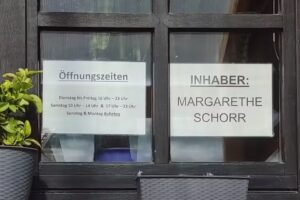 Öffnungszeiten
Dienstag bis Freitag 16 Uhr – 23 Uhr
Samstag 12 Uhr – 14 Uhr & 17 Uhr – 23 Uhr
Sonntag & Montag Ruhetag
INHABER:
MARGARETHE
SCHORR